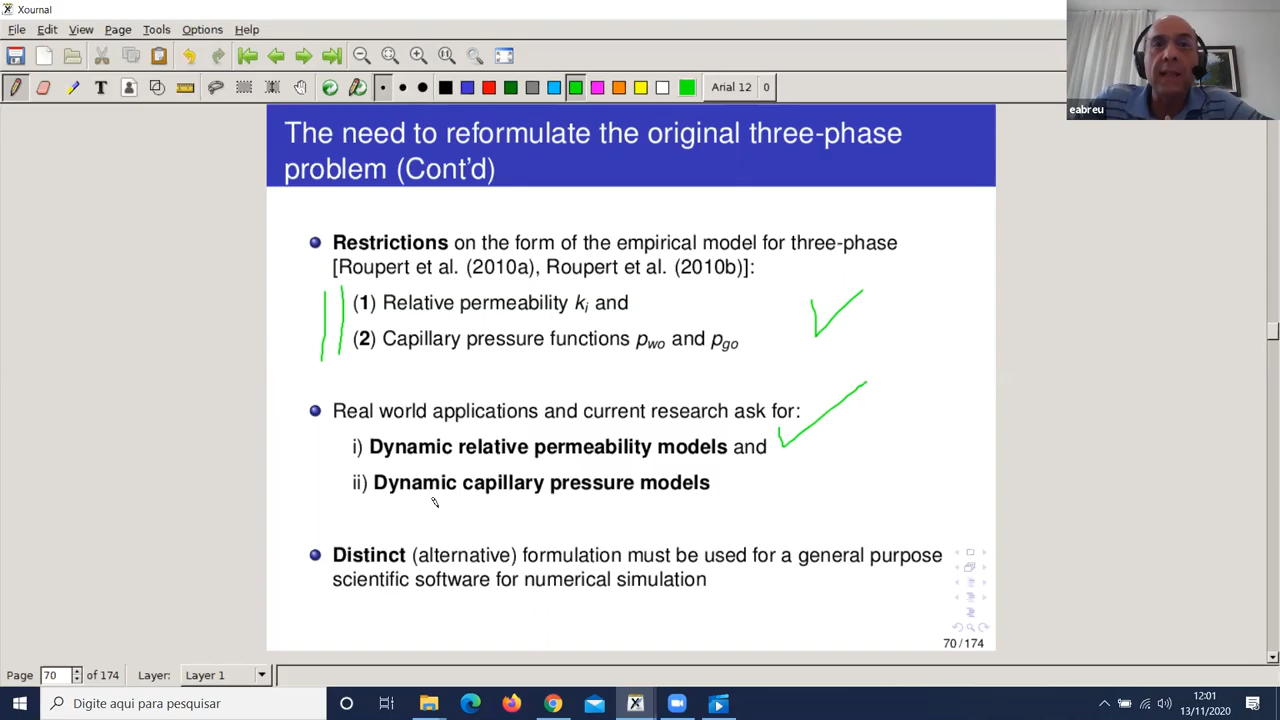 Xournal
File Edit View Page Tools Options Help
T Arial 12 0
eabreu
The need to reformulate the original three-phase
problem (Cont'd)
Restrictions on the form of the empirical model for three-phase
[Roupert et al. (2010a), Roupert et al. (2010b)]:
(1) Relative permeability ki and
(2) Capillary pressure functions pwo and pgo
Real world applications and current research ask for:
i) Dynamic relative permeability models and
ii) Dynamic capillary pressure models
Distinct (alternative) formulation must be used for a general purpose
scientific software for numerical simulation
70 / 174
Page 70 of 174 Layer: Layer 1
Digite aqui para pesquisar
12:01
13/11/2020